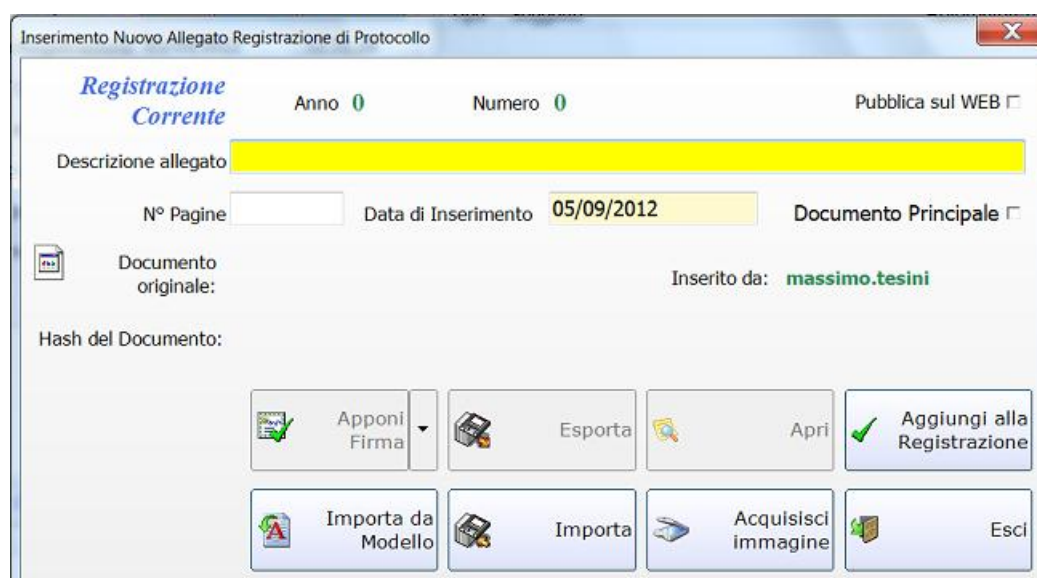 Inserimento Nuovo Allegato Registrazione di Protocollo
Registrazione Corrente
Anno 0 Numero 0 Pubblica sul WEB
Descrizione allegato
N° Pagine Data di Inserimento 05/09/2012 Documento Principale
Documento originale: Inserito da: massimo.tesini
Hash del Documento:
Apponi Firma Esporta Apri Aggiungi alla Registrazione
Importa da Modello Importa Acquisisci immagine Esci